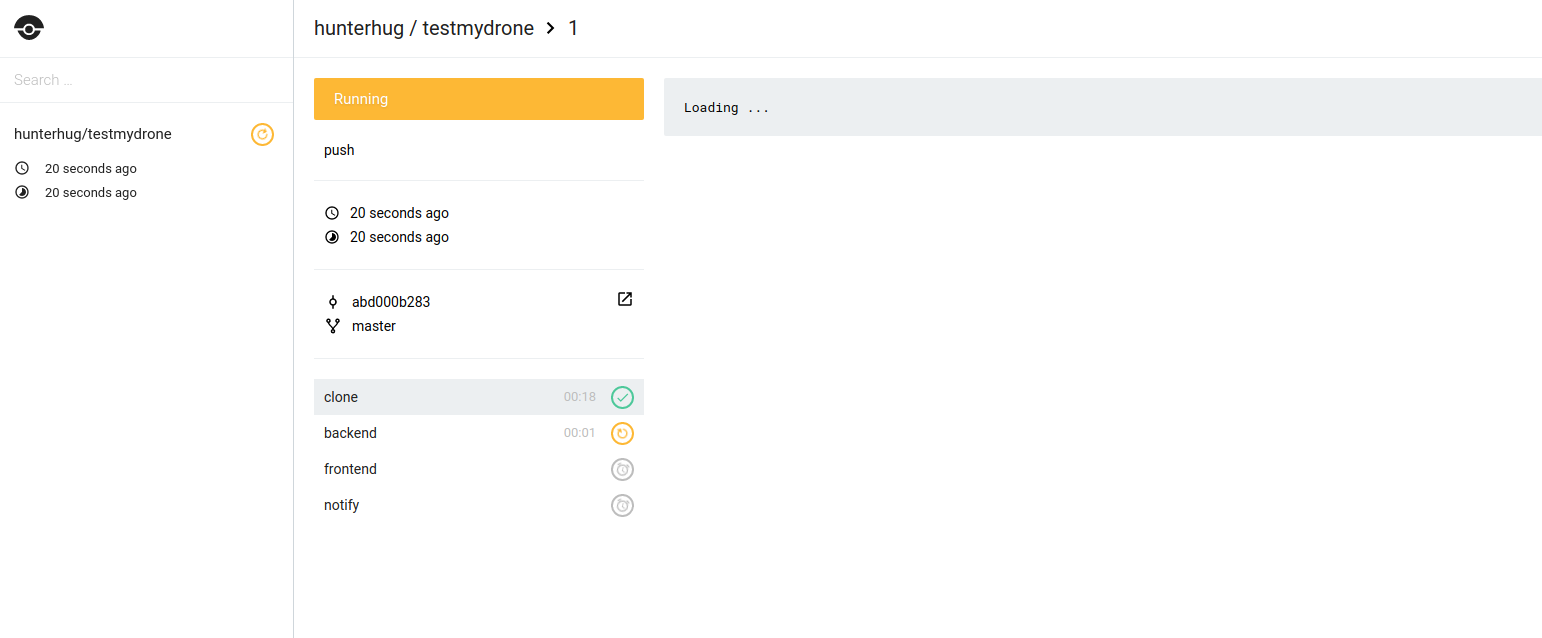 hunterhug / testmydrone > 1
Search ...
hunterhug/testmydrone
20 seconds ago
20 seconds ago
Running
push
20 seconds ago
20 seconds ago
abd000b283
master
clone 00:18
backend 00:01
frontend
notify
Loading ...